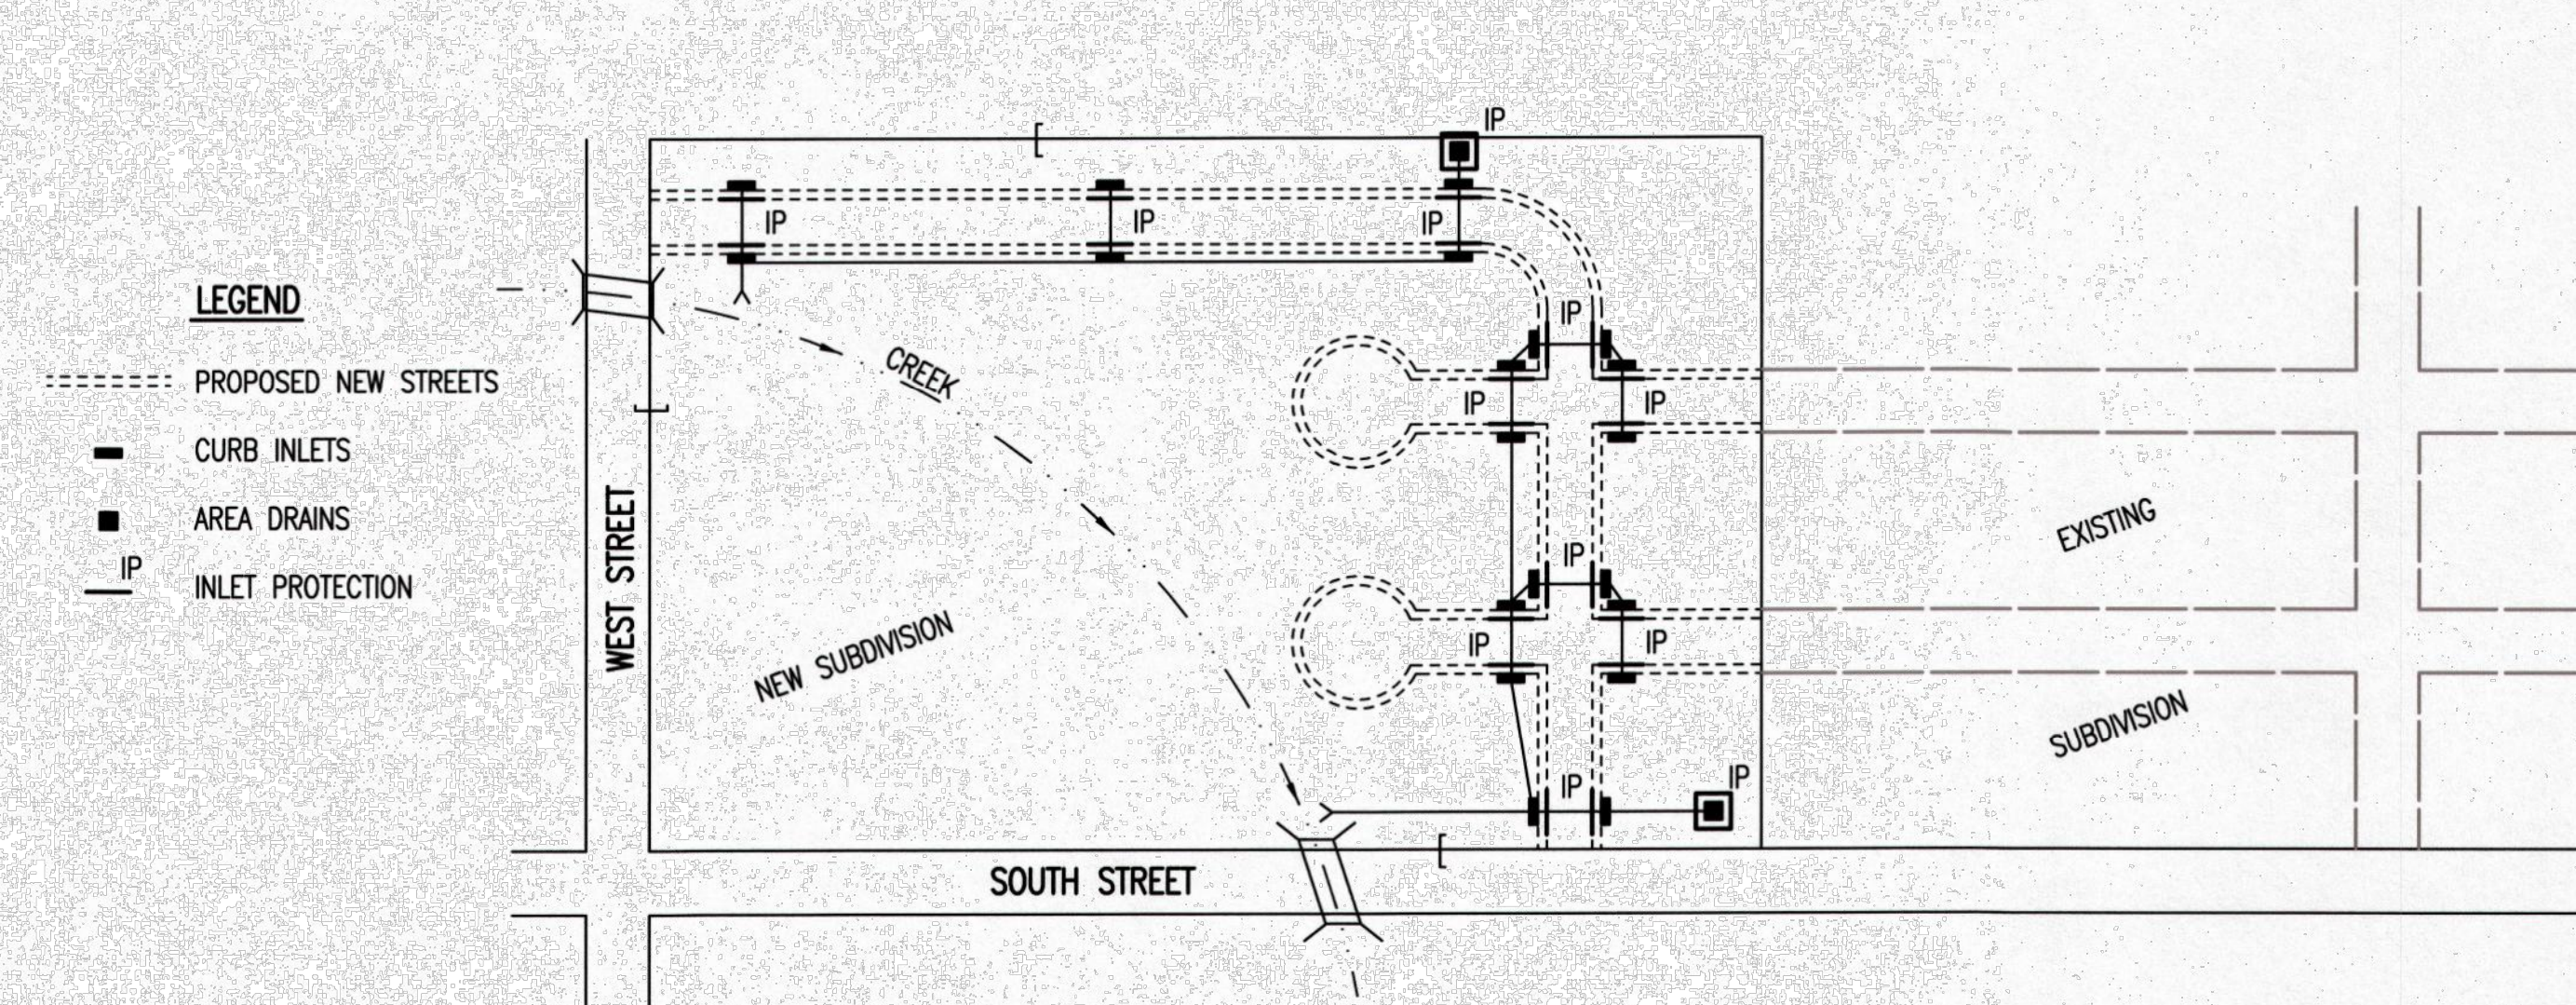 IP
IP
IP
IP
LEGEND
IP
PROPOSED NEW STREETS
CREEK
IP
IP
CURB INLETS
AREA DRAINS
EXISTING
IP
IP
INLET PROTECTION
WEST STREET
NEW SUBDIVISION
IP
IP
SUBDIVISION
IP
IP
SOUTH STREET